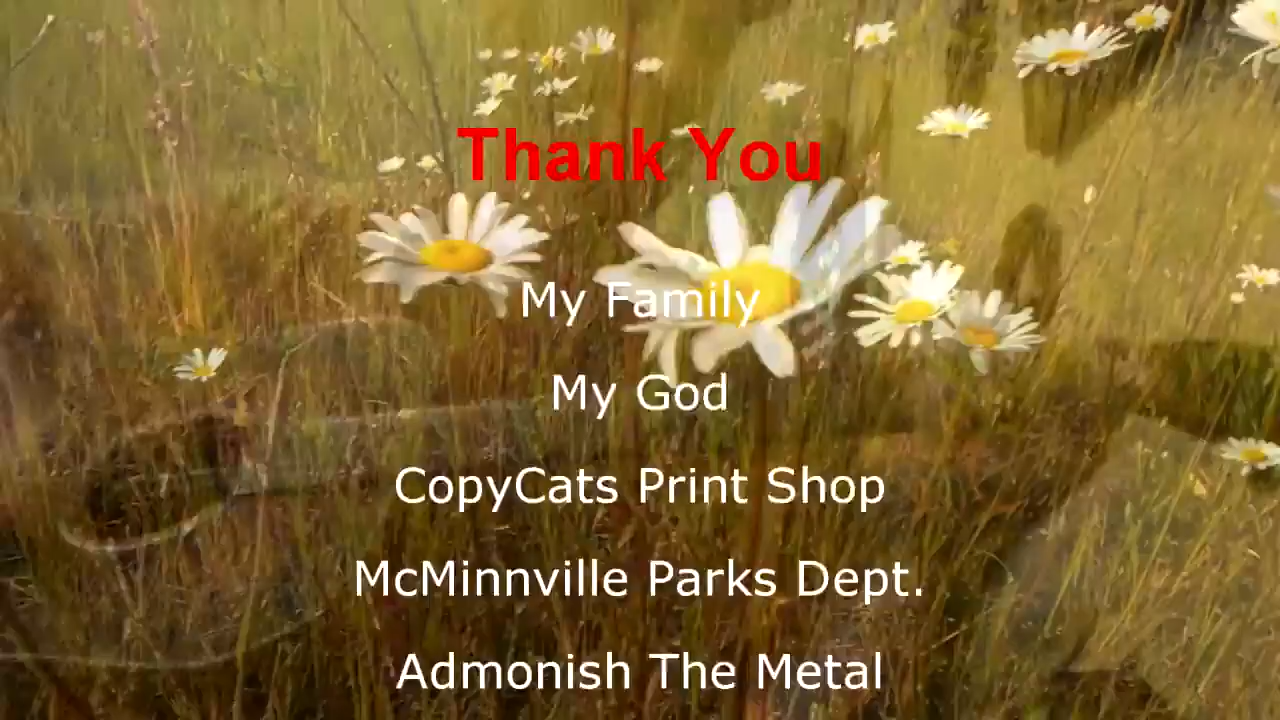 Thank You
My Family
My God
CopyCats Print Shop
McMinnville Parks Dept.
Admonish The Metal